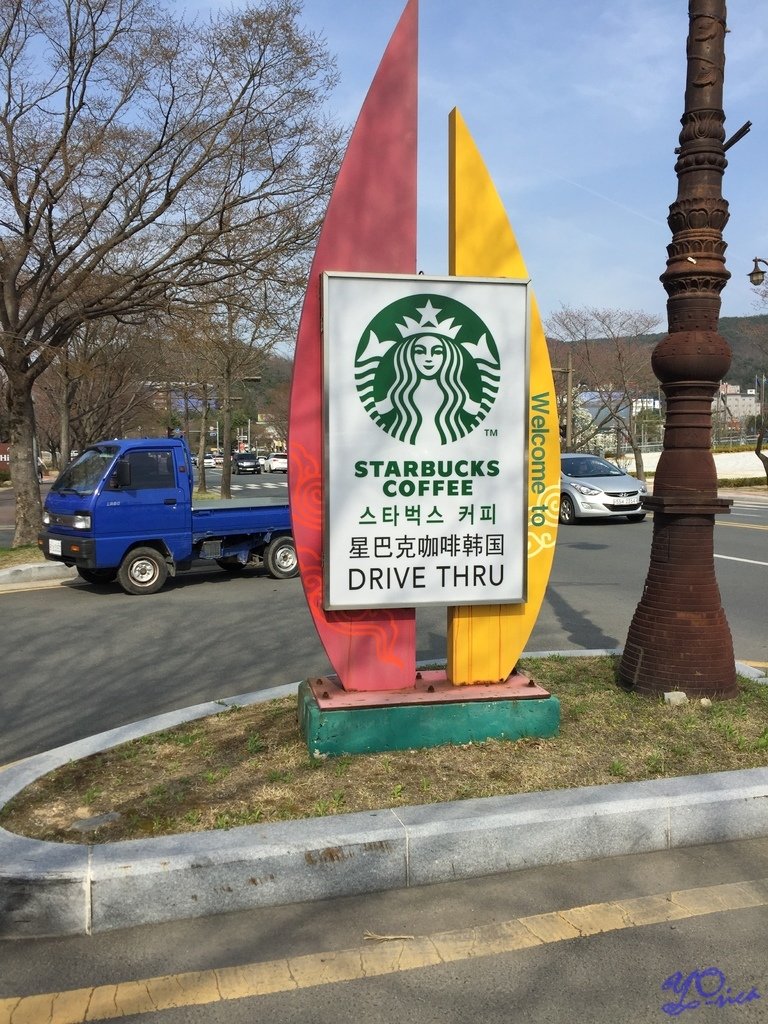 STARBUCKS
COFFEE
스타벅스 커피
星巴克咖啡韩国
DRIVE THRU
Welcome to
TM